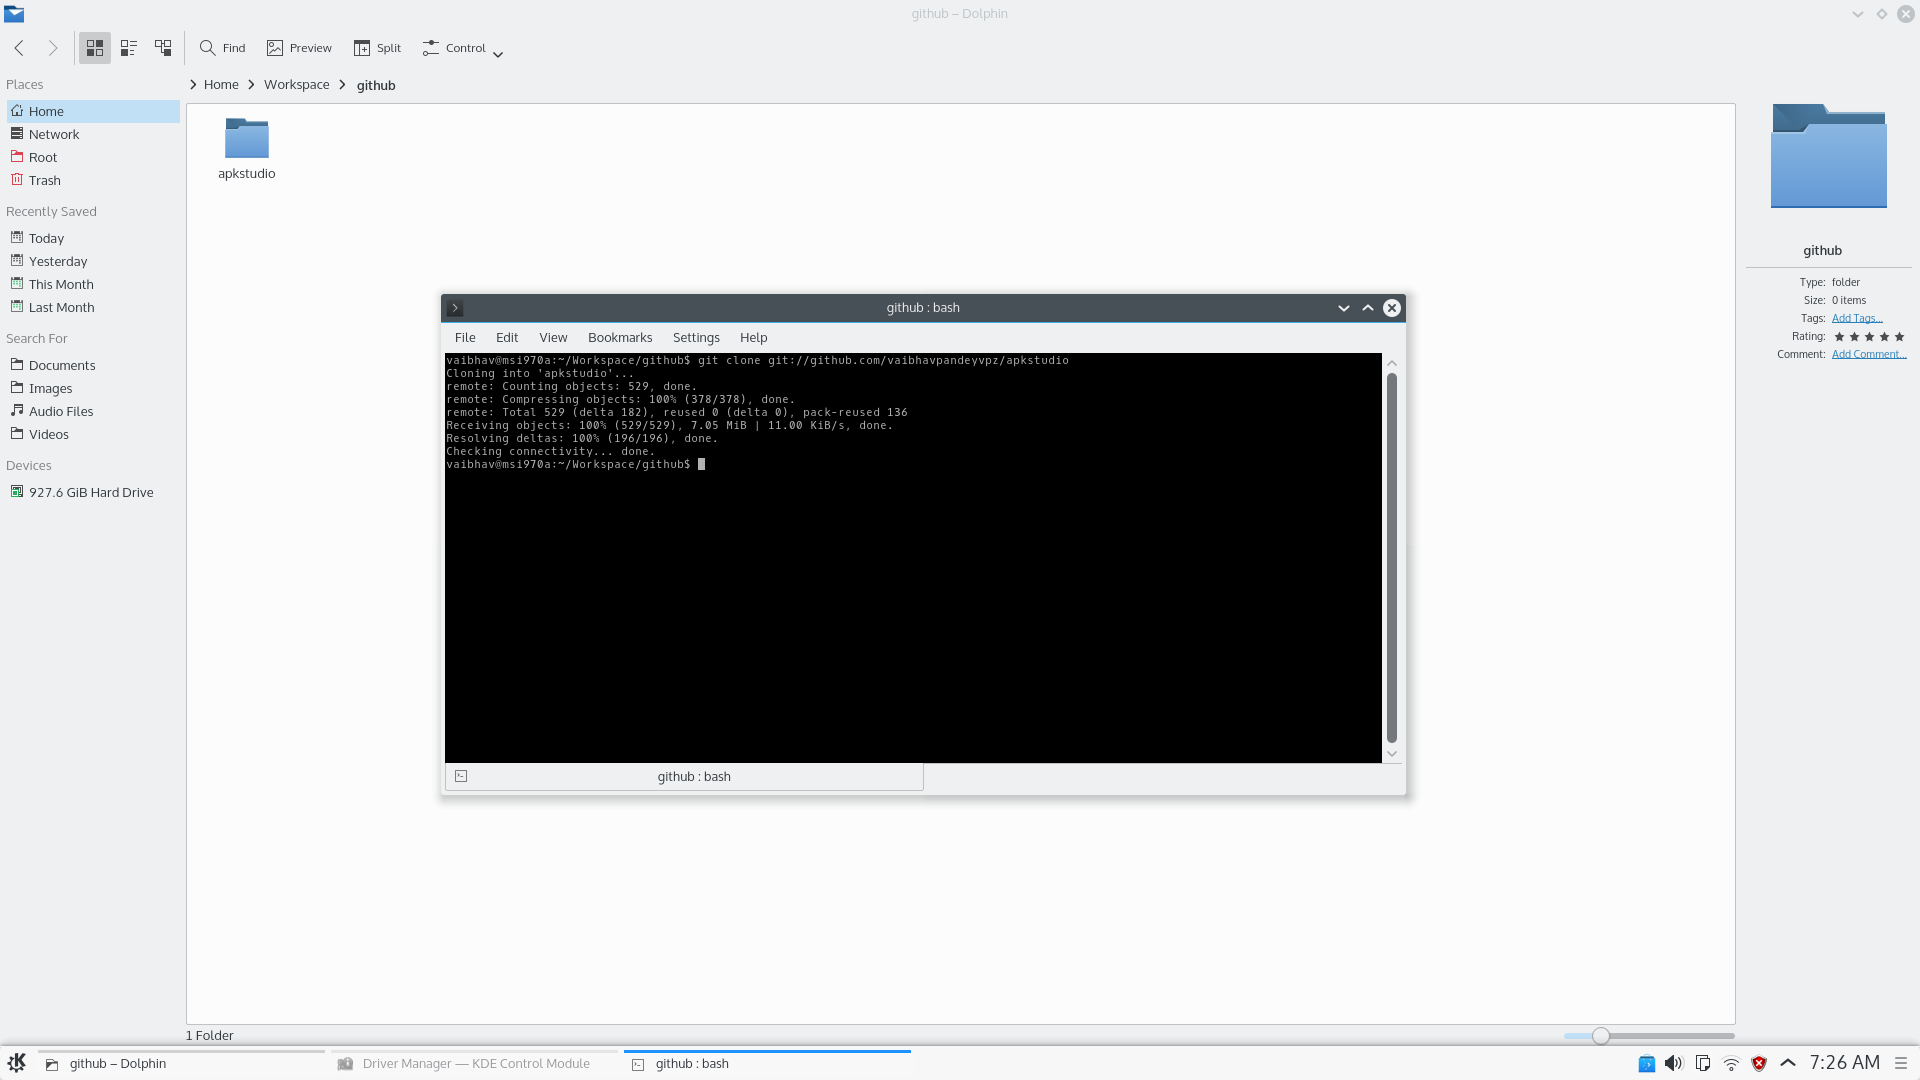 github – Dolphin
Find
Preview
Split
Control
Places
Home
Network
Root
Trash
Recently Saved
Today
Yesterday
This Month
Last Month
Search For
Documents
Images
Audio Files
Videos
Devices
927.6 GiB Hard Drive
Home Workspace github
apkstudio
github
Type: folder
Size: 0 items
Tags: Add Tags...
Rating:
Comment: Add Comment...
github : bash
File Edit View Bookmarks Settings Help
vaibhav@msi970a:~/Workspace/github$ git clone git://github.com/vaibhavpandeyvpz/apkstudio
Cloning into 'apkstudio'...
remote: Counting objects: 529, done.
remote: Compressing objects: 100% (378/378), done.
remote: Total 529 (delta 182), reused 0 (delta 0), pack-reused 136
Receiving objects: 100% (529/529), 7.05 MiB | 11.00 KiB/s, done.
Resolving deltas: 100% (196/196), done.
Checking connectivity... done.
vaibhav@msi970a:~/Workspace/github$
github : bash
1 Folder
github – Dolphin
Driver Manager — KDE Control Module
github : bash
7:26 AM